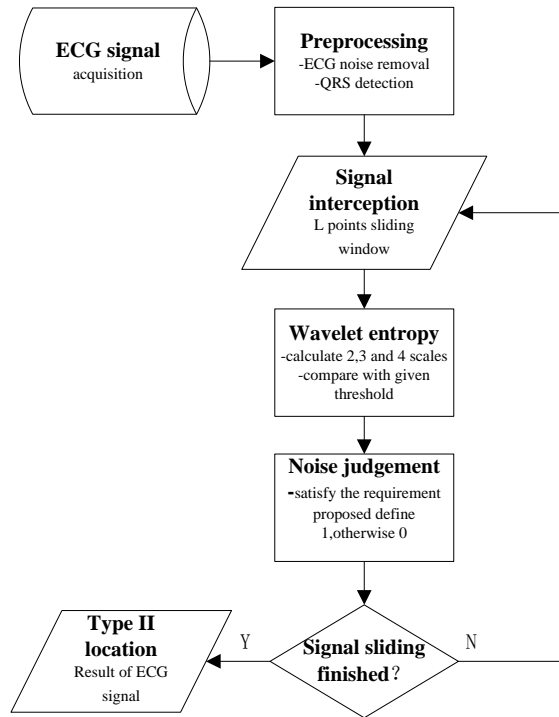 ECG signal
acquisition
Preprocessing
-ECG noise removal
-QRS detection
Signal
interception
L points sliding
window
Wavelet entropy
-calculate 2,3 and 4 scales
-compare with given
threshold
Noise judgement
-satisfy the requirement
proposed define
1,otherwise 0
Signal sliding
finished?
Y
N
Type II
location
Result of ECG
signal